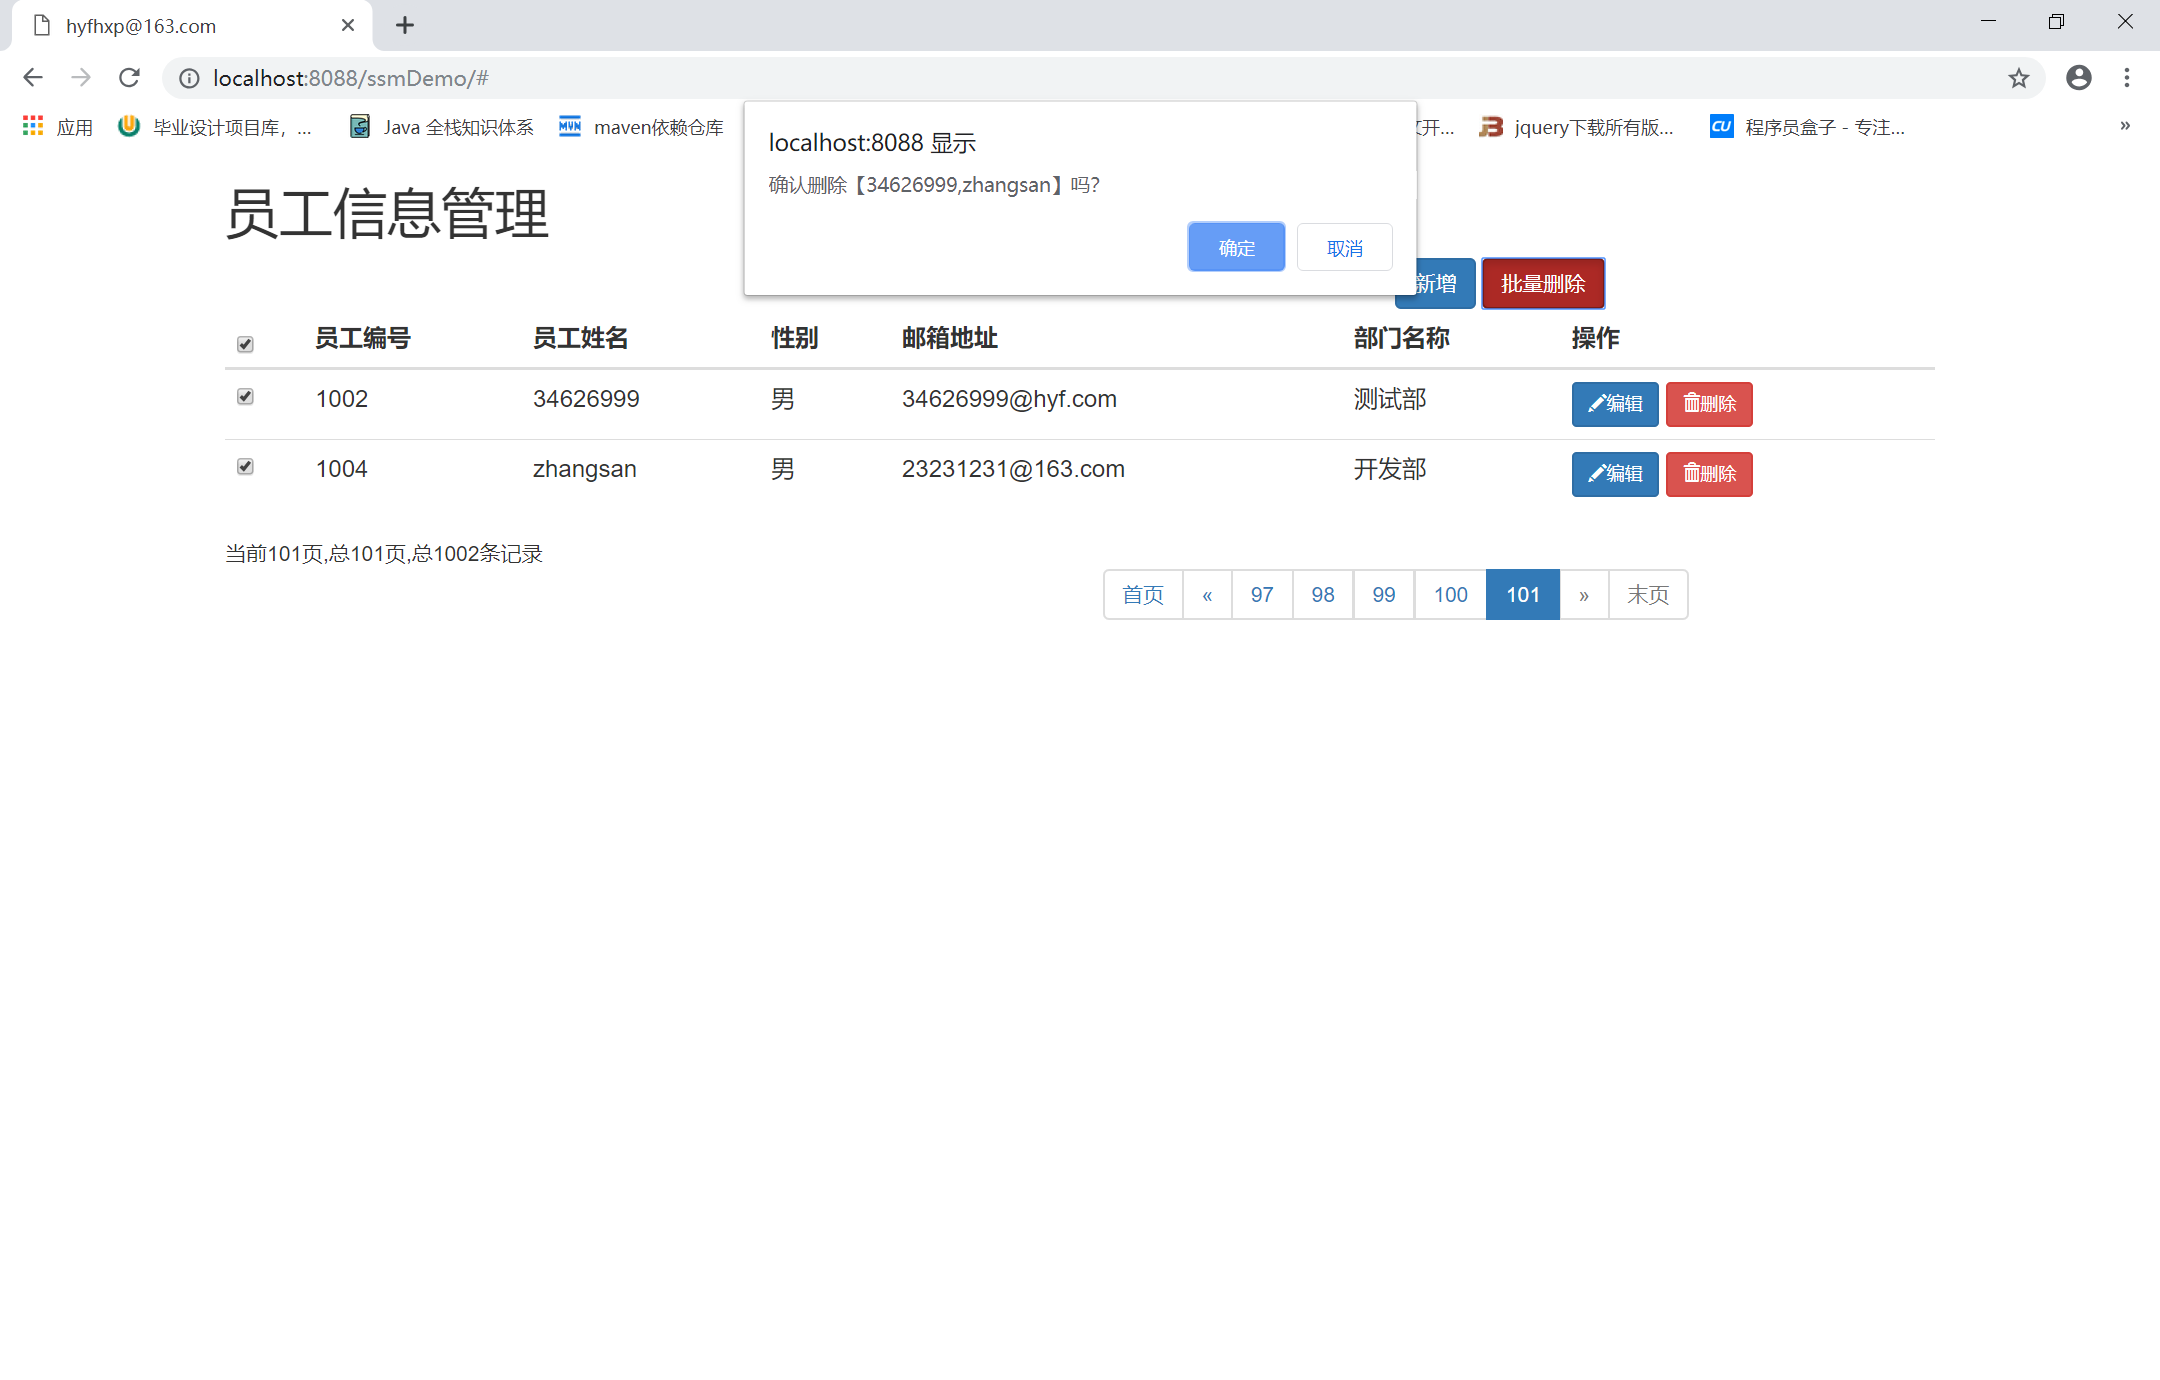 hyfhxp@163.com
localhost:8088/ssmDemo/#
应用 毕业设计项目库，... Java 全栈知识体系 MVN maven依赖仓库 开... jquery下载所有版... CU 程序员盒子 - 专注... »
localhost:8088 显示
确认删除【34626999,zhangsan】吗?
确定 取消
员工信息管理
新增 批量删除
员工编号 员工姓名 性别 邮箱地址 部门名称 操作
1002 34626999 男 34626999@hyf.com 测试部 编辑 删除
1004 zhangsan 男 23231231@163.com 开发部 编辑 删除
当前101页,总101页,总1002条记录
首页 « 97 98 99 100 101 » 末页